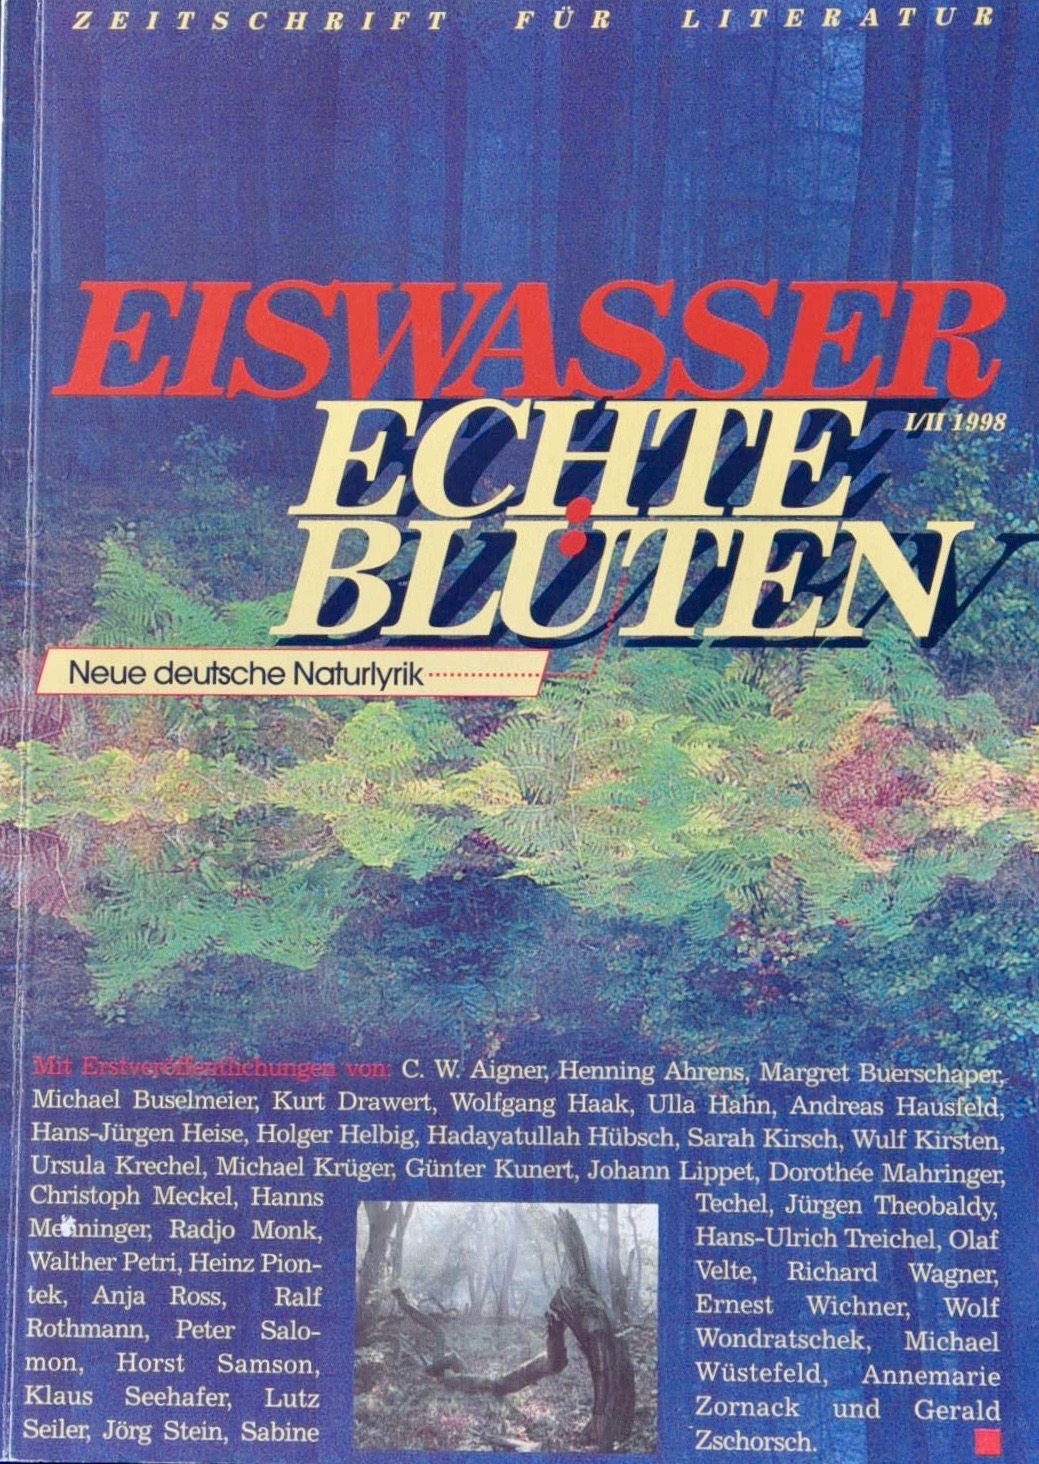 ZEITSCHRIFT FÜR LITERATUR
EISWASSER
ECHTE
I/II 1998
BLÜTEN
Neue deutsche Naturlyrik
Mit Erstveröffentlichungen von: C. W. Aigner, Henning Ahrens, Margret Buerschaper,
Michael Buselmeier, Kurt Drawert, Wolfgang Haak, Ulla Hahn, Andreas Hausfeld,
Hans-Jürgen Heise, Holger Helbig, Hadayatullah Hübsch, Sarah Kirsch, Wulf Kirsten,
Ursula Krechel, Michael Krüger, Günter Kunert, Johann Lippet, Dorothée Mahringer,
Christoph Meckel, Hanns
Menninger, Radjo Monk,
Walther Petri, Heinz Pion-
tek, Anja Ross, Ralf
Rothmann, Peter Salo-
mon, Horst Samson,
Klaus Seehafer, Lutz
Seiler, Jörg Stein, Sabine
Techel, Jürgen Theobaldy,
Hans-Ulrich Treichel, Olaf
Velte, Richard Wagner,
Ernest Wichner, Wolf
Wondratschek, Michael
Wüstefeld, Annemarie
Zornack und Gerald
Zschorsch.